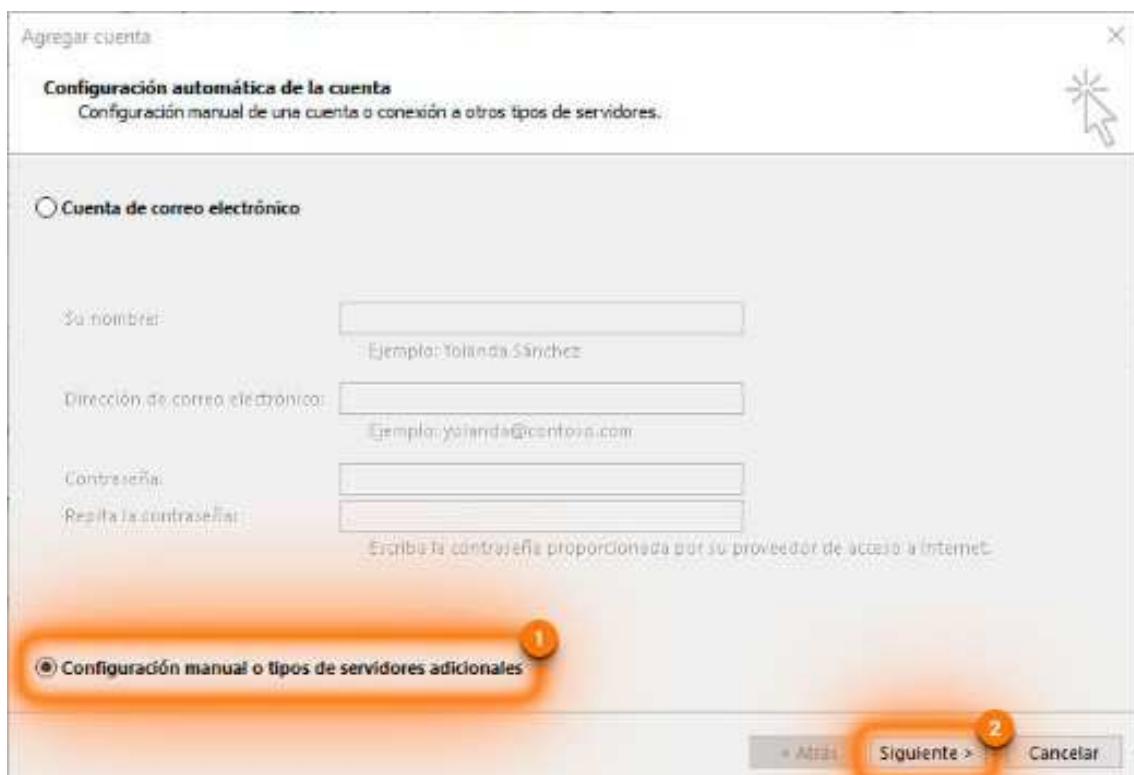 Agregar cuenta
Configuración automática de la cuenta
Configuración manual de una cuenta o conexión a otros tipos de servidores.
Cuenta de correo electrónico
Su nombre:
Ejemplo: Yolanda Sánchez
Dirección de correo electrónico:
Ejemplo: yolanda@contoso.com
Contraseña:
Repita la contraseña:
Escriba la contraseña proporcionada por su proveedor de acceso a Internet.
1
Configuración manual o tipos de servidores adicionales
2
< Atrás Siguiente > Cancelar